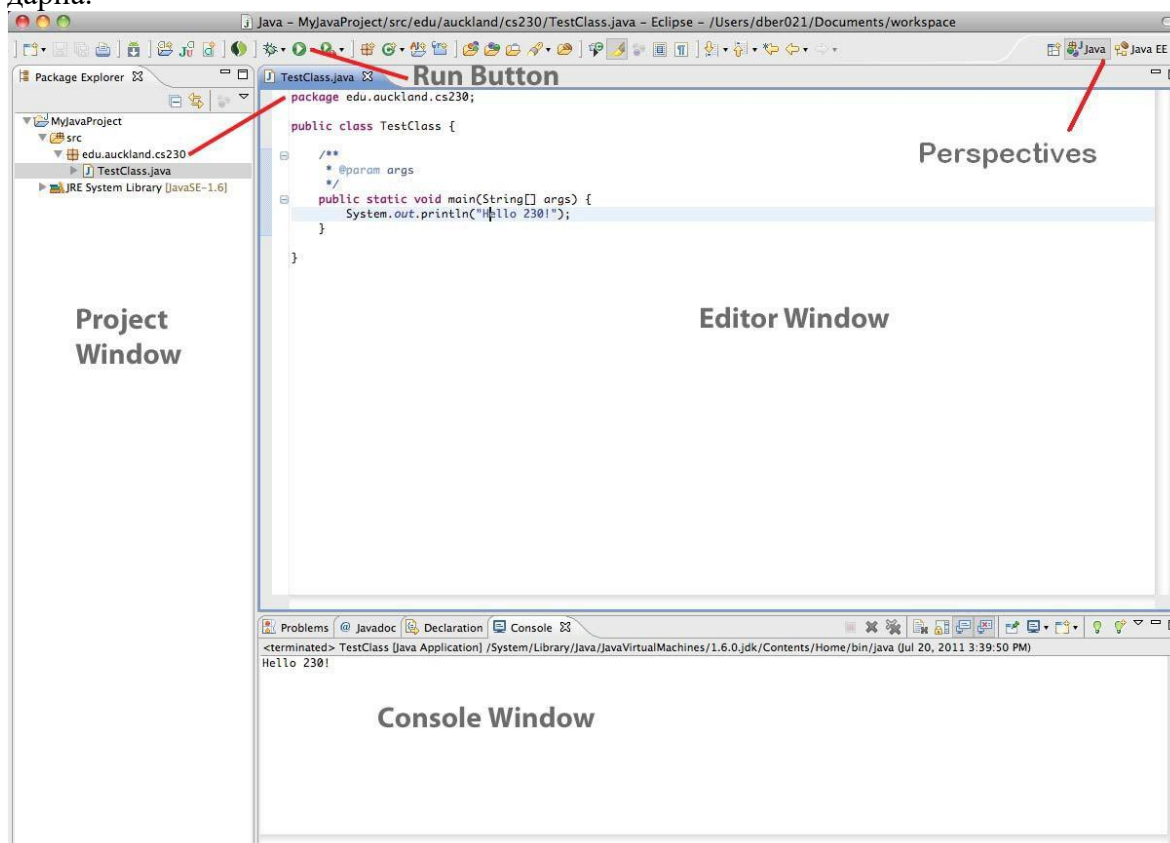 дарна.
Java - MyJavaProject/src/edu/auckland/cs230/TestClass.java - Eclipse - /Users/dber021/Documents/workspace
Java Java EE
Package Explorer
TestClass.java
Run Button
Perspectives
MyJavaProject
src
edu.auckland.cs230
TestClass.java
JRE System Library [JavaSE-1.6]
package edu.auckland.cs230;
public class TestClass {
/**
* @param args
*/
public static void main(String[] args) {
System.out.println("Hello 230!");
}
}
Project
Window
Editor Window
Problems @ Javadoc Declaration Console
<terminated> TestClass [Java Application] /System/Library/Java/JavaVirtualMachines/1.6.0.jdk/Contents/Home/bin/java (Jul 20, 2011 3:39:50 PM)
Hello 230!
Console Window